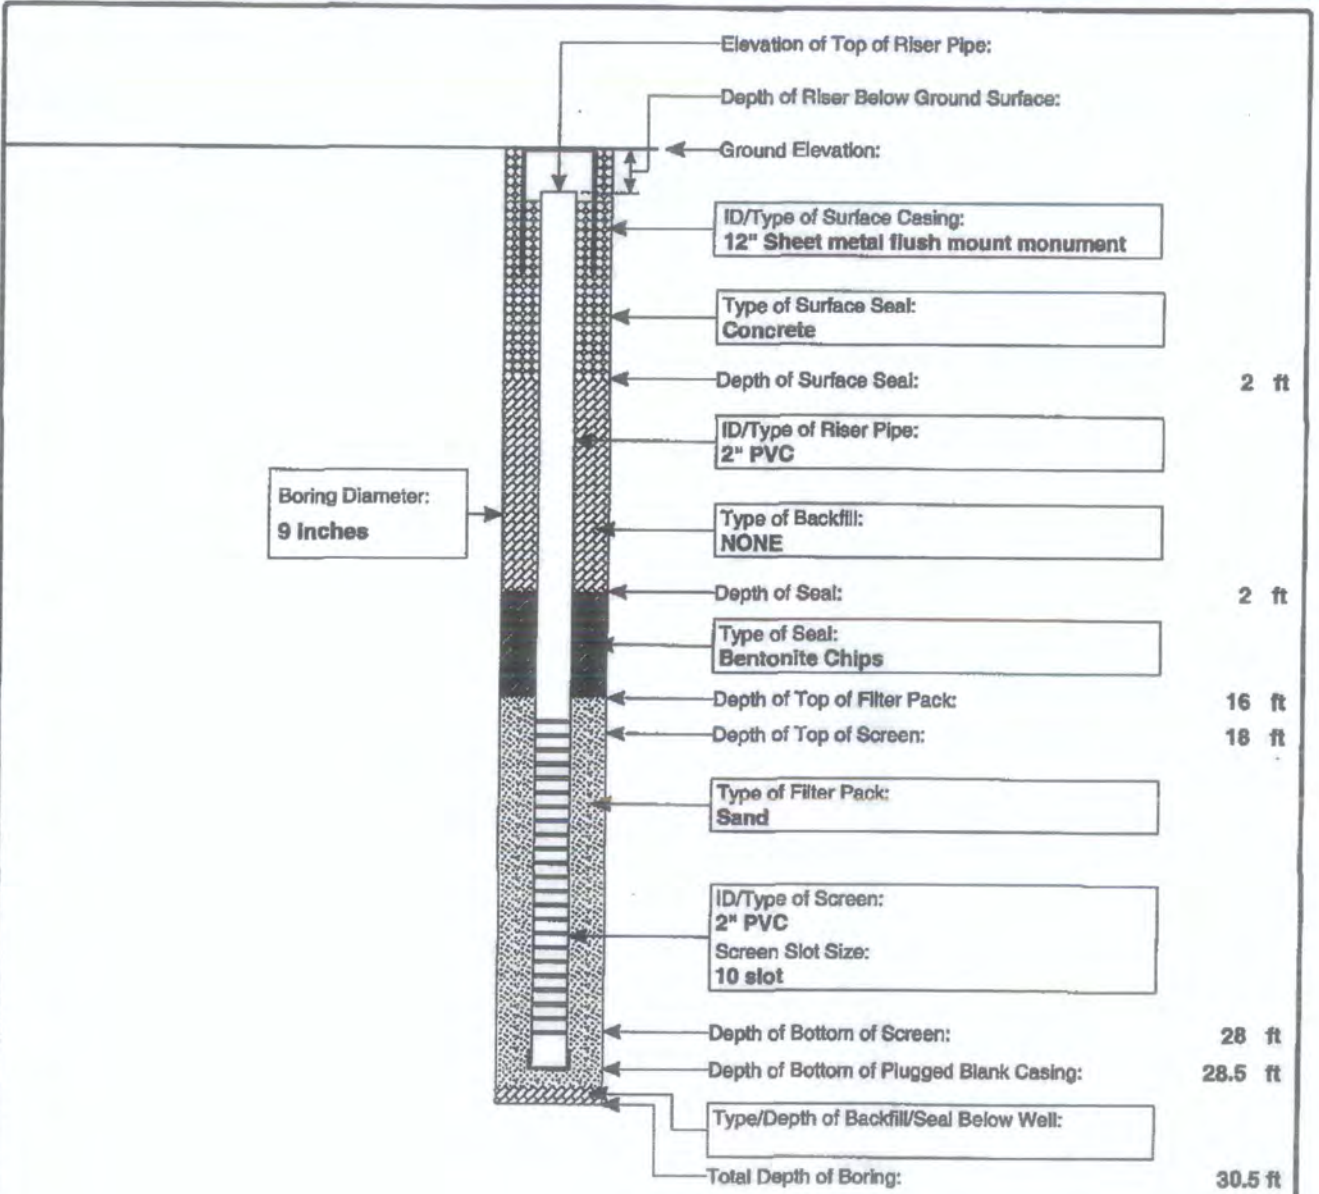 Elevation of Top of Riser Pipe:
Depth of Riser Below Ground Surface:
Ground Elevation:
ID/Type of Surface Casing:
12" Sheet metal flush mount monument
Type of Surface Seal:
Concrete
Depth of Surface Seal: 2 ft
ID/Type of Riser Pipe:
2" PVC
Boring Diameter:
9 inches
Type of Backfill:
NONE
Depth of Seal: 2 ft
Type of Seal:
Bentonite Chips
Depth of Top of Filter Pack: 16 ft
Depth of Top of Screen: 18 ft
Type of Filter Pack:
Sand
ID/Type of Screen:
2" PVC
Screen Slot Size:
10 slot
Depth of Bottom of Screen: 28 ft
Depth of Bottom of Plugged Blank Casing: 28.5 ft
Type/Depth of Backfill/Seal Below Well:
Total Depth of Boring: 30.5 ft